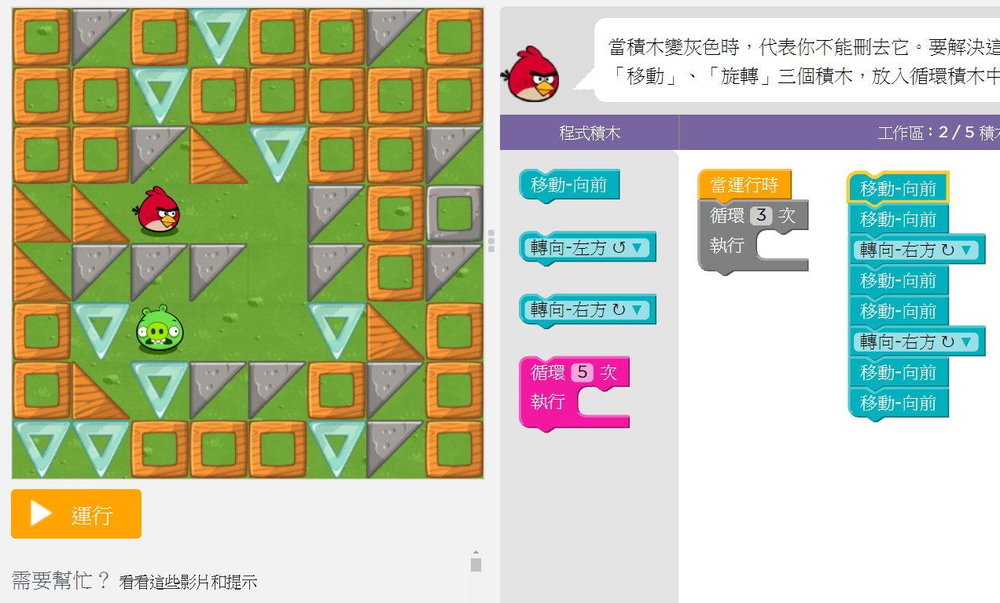 當積木變灰色時，代表你不能刪去它。要解決這
「移動」、「旋轉」三個積木，放入循環積木中
程式積木
工作區：2 / 5 積木
移動-向前
轉向-左方 ↺ ▼
轉向-右方 ↻ ▼
循環 5 次
執行
當運行時
循環 3 次
執行
移動-向前
移動-向前
轉向-右方 ↻ ▼
移動-向前
移動-向前
轉向-右方 ↻ ▼
移動-向前
移動-向前
運行
需要幫忙？ 看看這些影片和提示